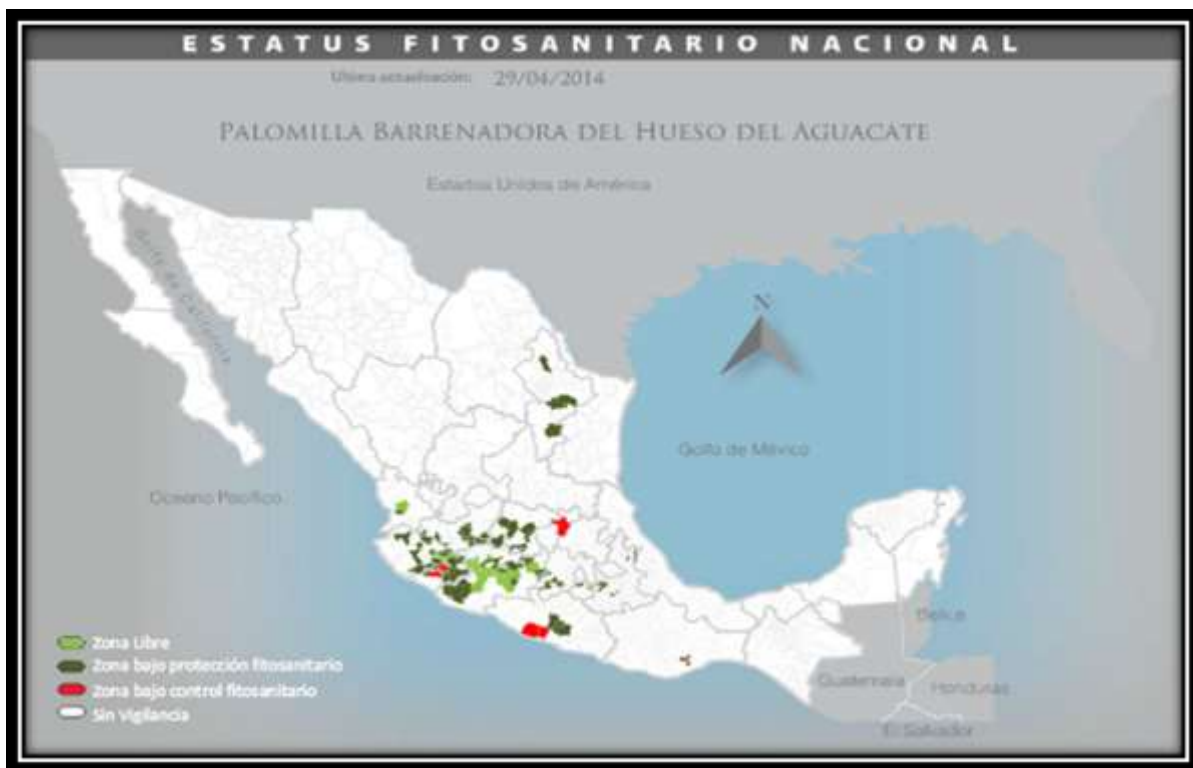 ESTATUS FITOSANITARIO NACIONAL
Ultima actualización: 29/04/2014
PALOMILLA BARRENADORA DEL HUESO DEL AGUACATE
Estados Unidos de América
Golfo de California
N
Golfo de México
Oceano Pacífico
Belice
Guatemala
Honduras
El Salvador
Zona Libre
Zona bajo protección fitosanitario
Zona bajo control fitosanitario
Sin Vigilancia